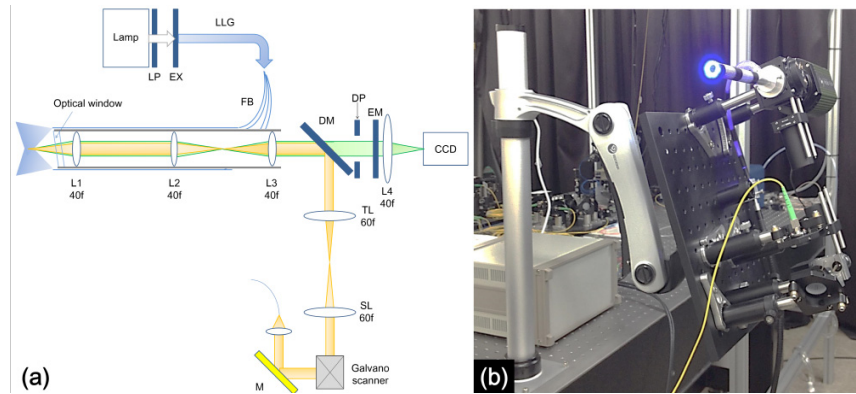 LLG
Lamp
LP EX
FB
DP
Optical window
DM
EM
CCD
L1
40f
L2
40f
L3
40f
L4
40f
TL
60f
SL
60f
Galvano
scanner
M
(a)
(b)